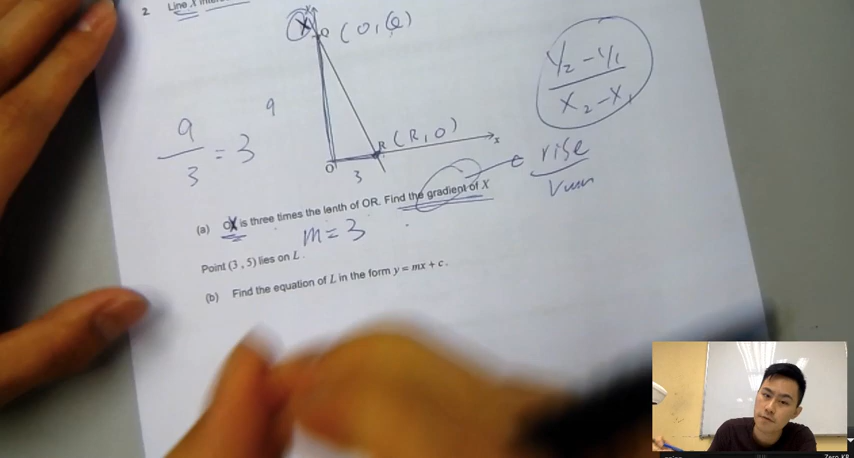 2 Line X
X Q (0,Q)
y₂ - y₁
x₂ - x₁
9
9
3
= 3
R (R,0)
x
O
3
rise
run
(a) OX is three times the lenth of OR. Find the gradient of X
m = 3
Point (3 , 5) lies on L .
(b) Find the equation of L in the form y = mx + c .